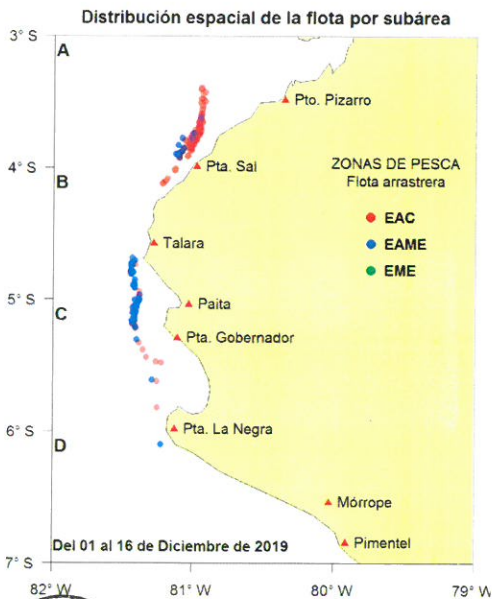 Distribución espacial de la flota por subárea
3° S
A
Pto. Pizarro
4° S
Pta. Sal
ZONAS DE PESCA
Flota arrastrera
B
EAC
Talara
EAME
EME
5° S
Paita
C
Pta. Gobernador
6° S
Pta. La Negra
D
Mórrope
Pimentel
Del 01 al 16 de Diciembre de 2019
7° S
82° W
81° W
80° W
79° W